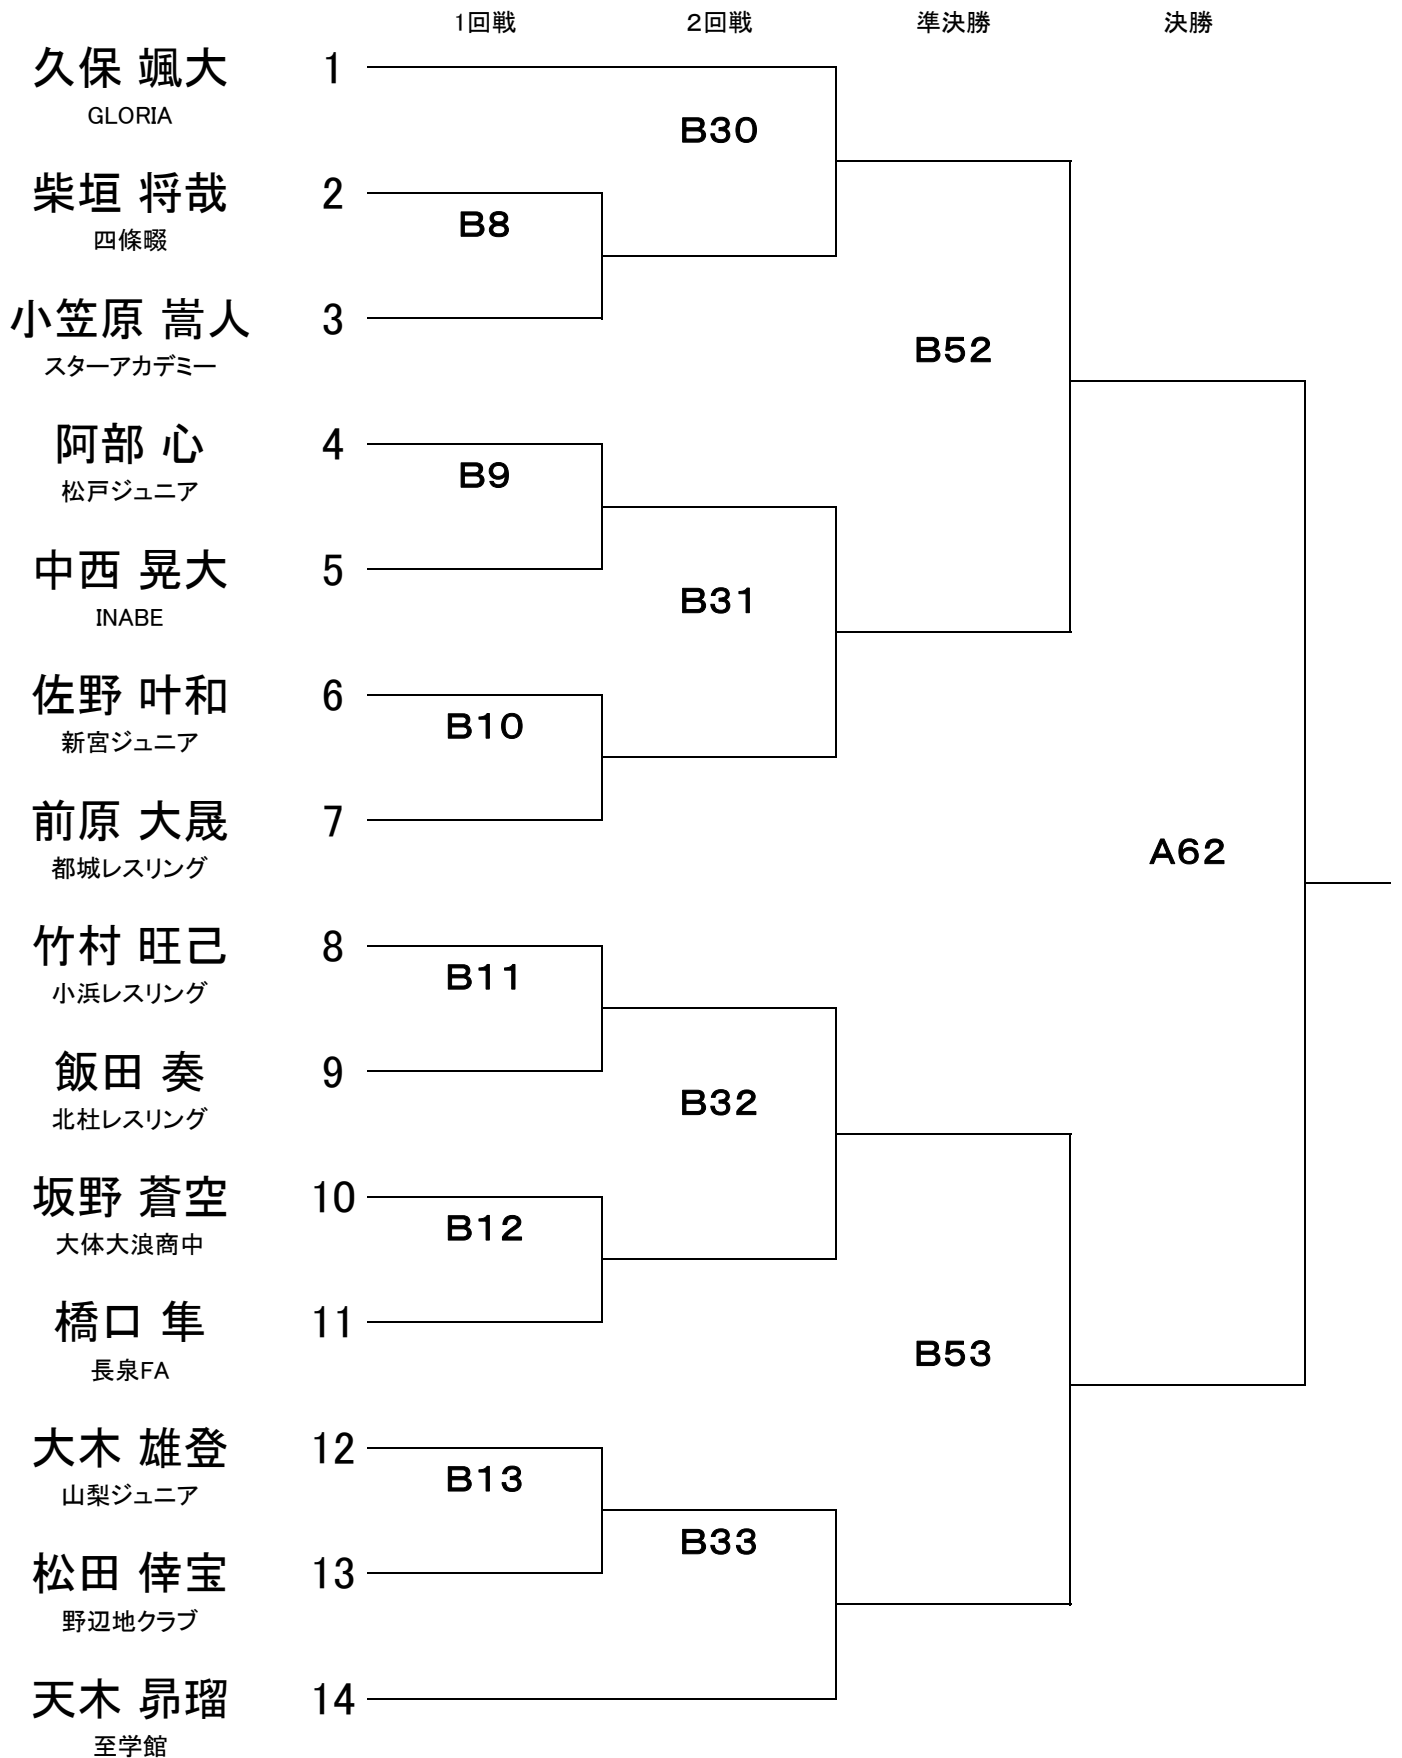 1回戦 2回戦 準決勝 決勝
久保 颯大 1
GLORIA
B30
柴垣 将哉 2
B8
四條畷
小笠原 嵩人 3
B52
スターアカデミー
阿部 心 4
B9
松戸ジュニア
中西 晃大 5
B31
INABE
佐野 叶和 6
B10
新宮ジュニア
前原 大晟 7
A62
都城レスリング
竹村 旺己 8
B11
小浜レスリング
飯田 奏 9
B32
北杜レスリング
坂野 蒼空 10
B12
大体大浪商中
橋口 隼 11
B53
長泉FA
大木 雄登 12
B13
山梨ジュニア
B33
松田 倖宝 13
野辺地クラブ
天木 昴瑠 14
至学館